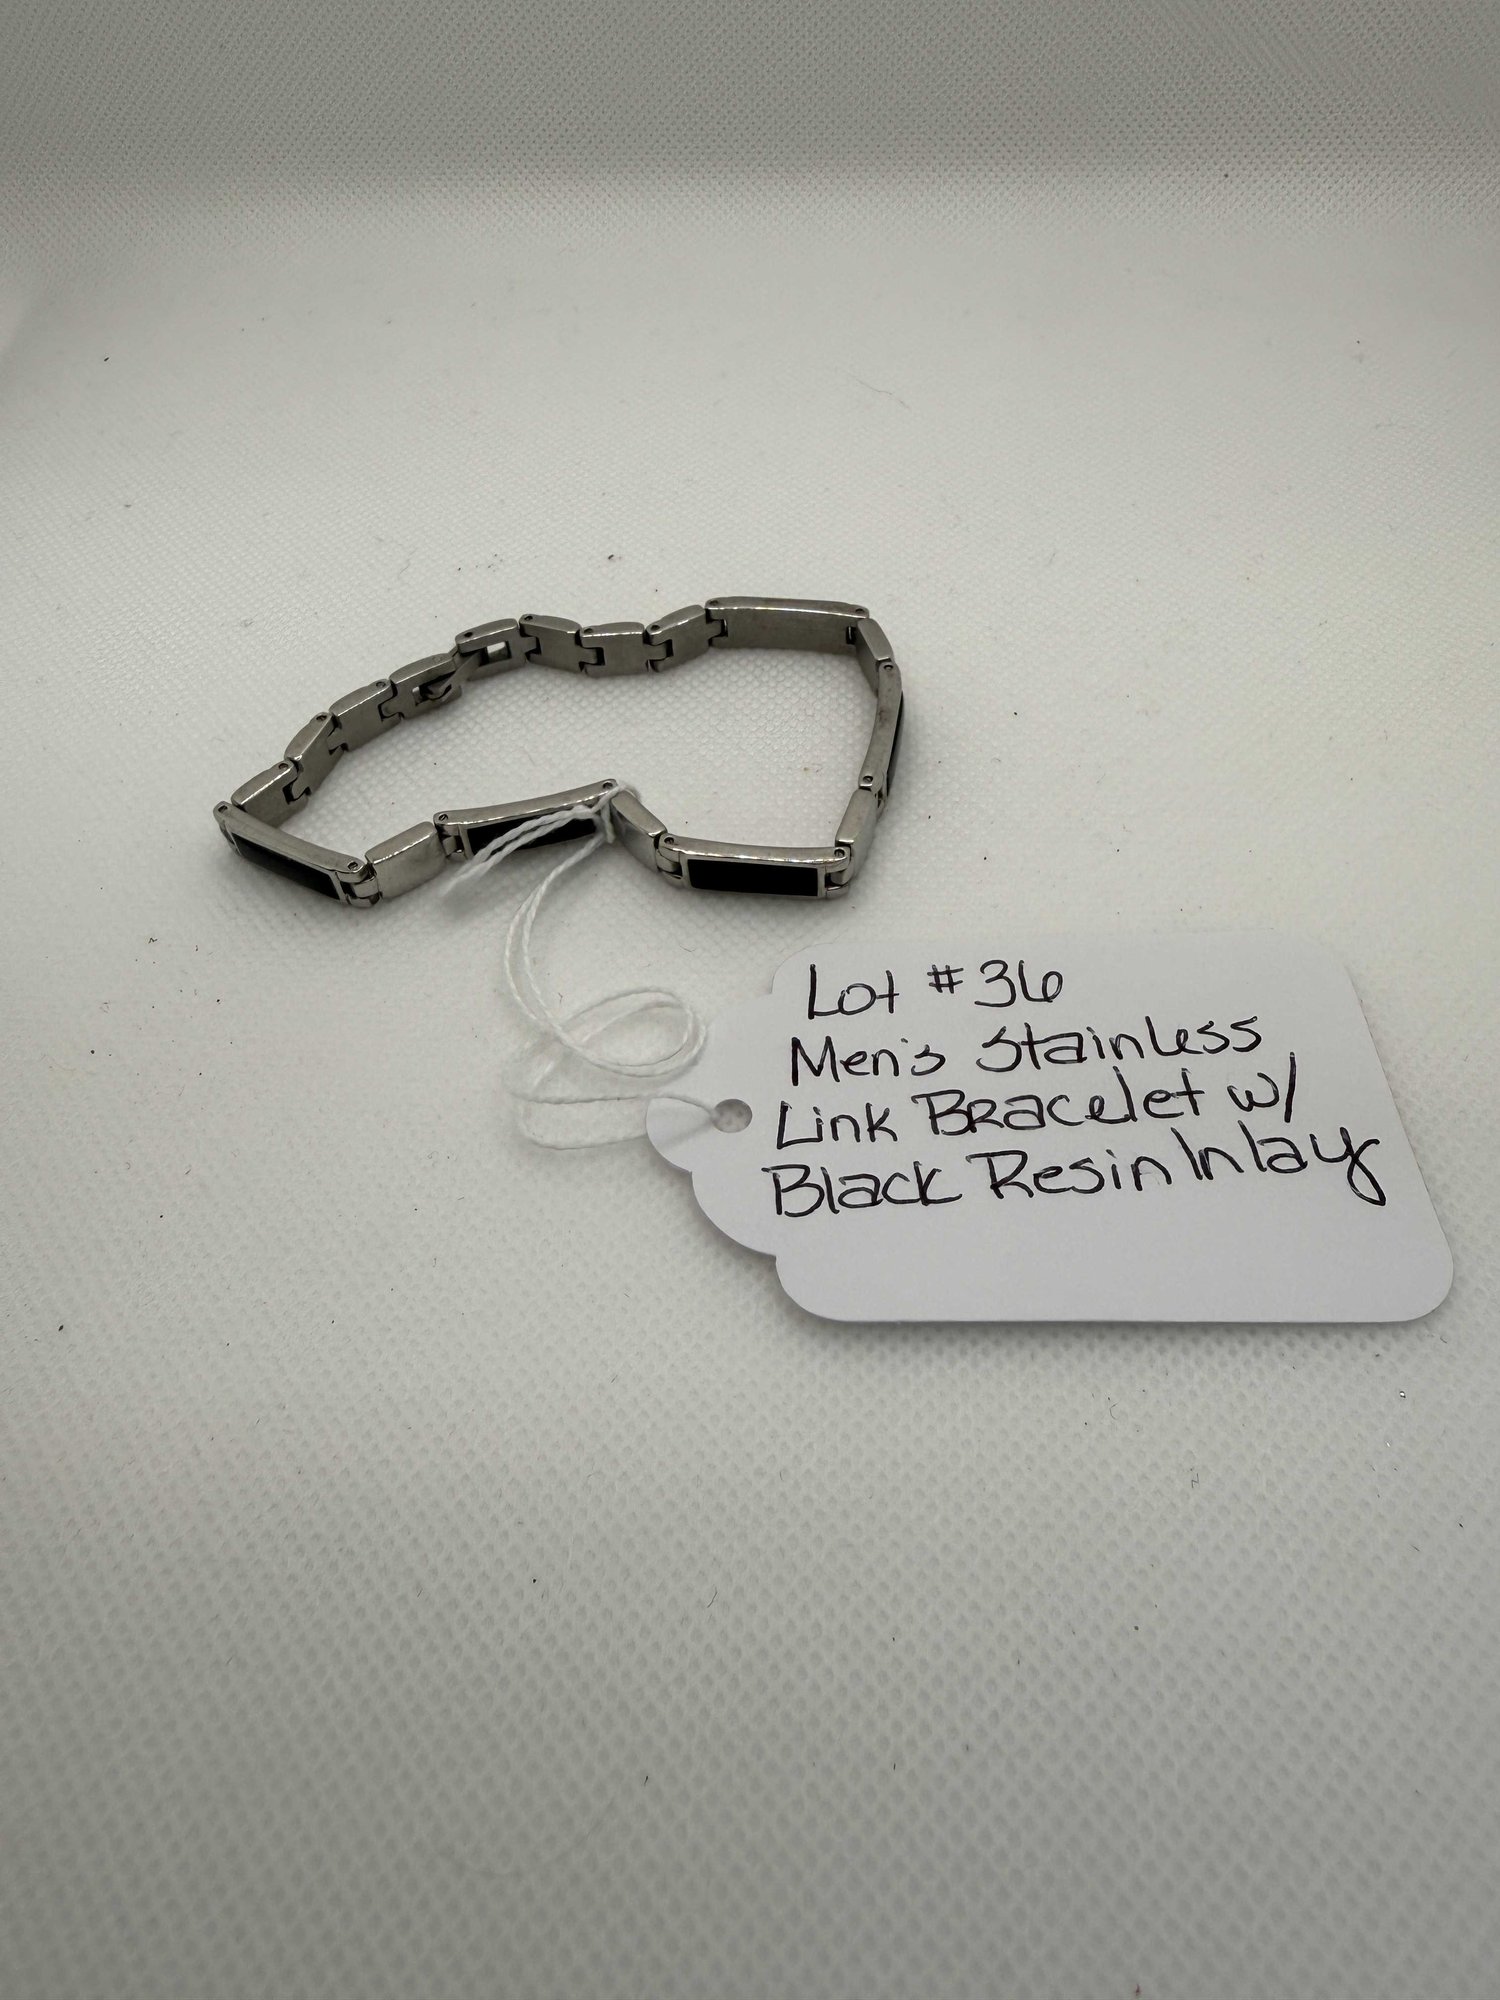 Lot #36
Men's Stainless
Link Bracelet w/
Black Resin Inlay